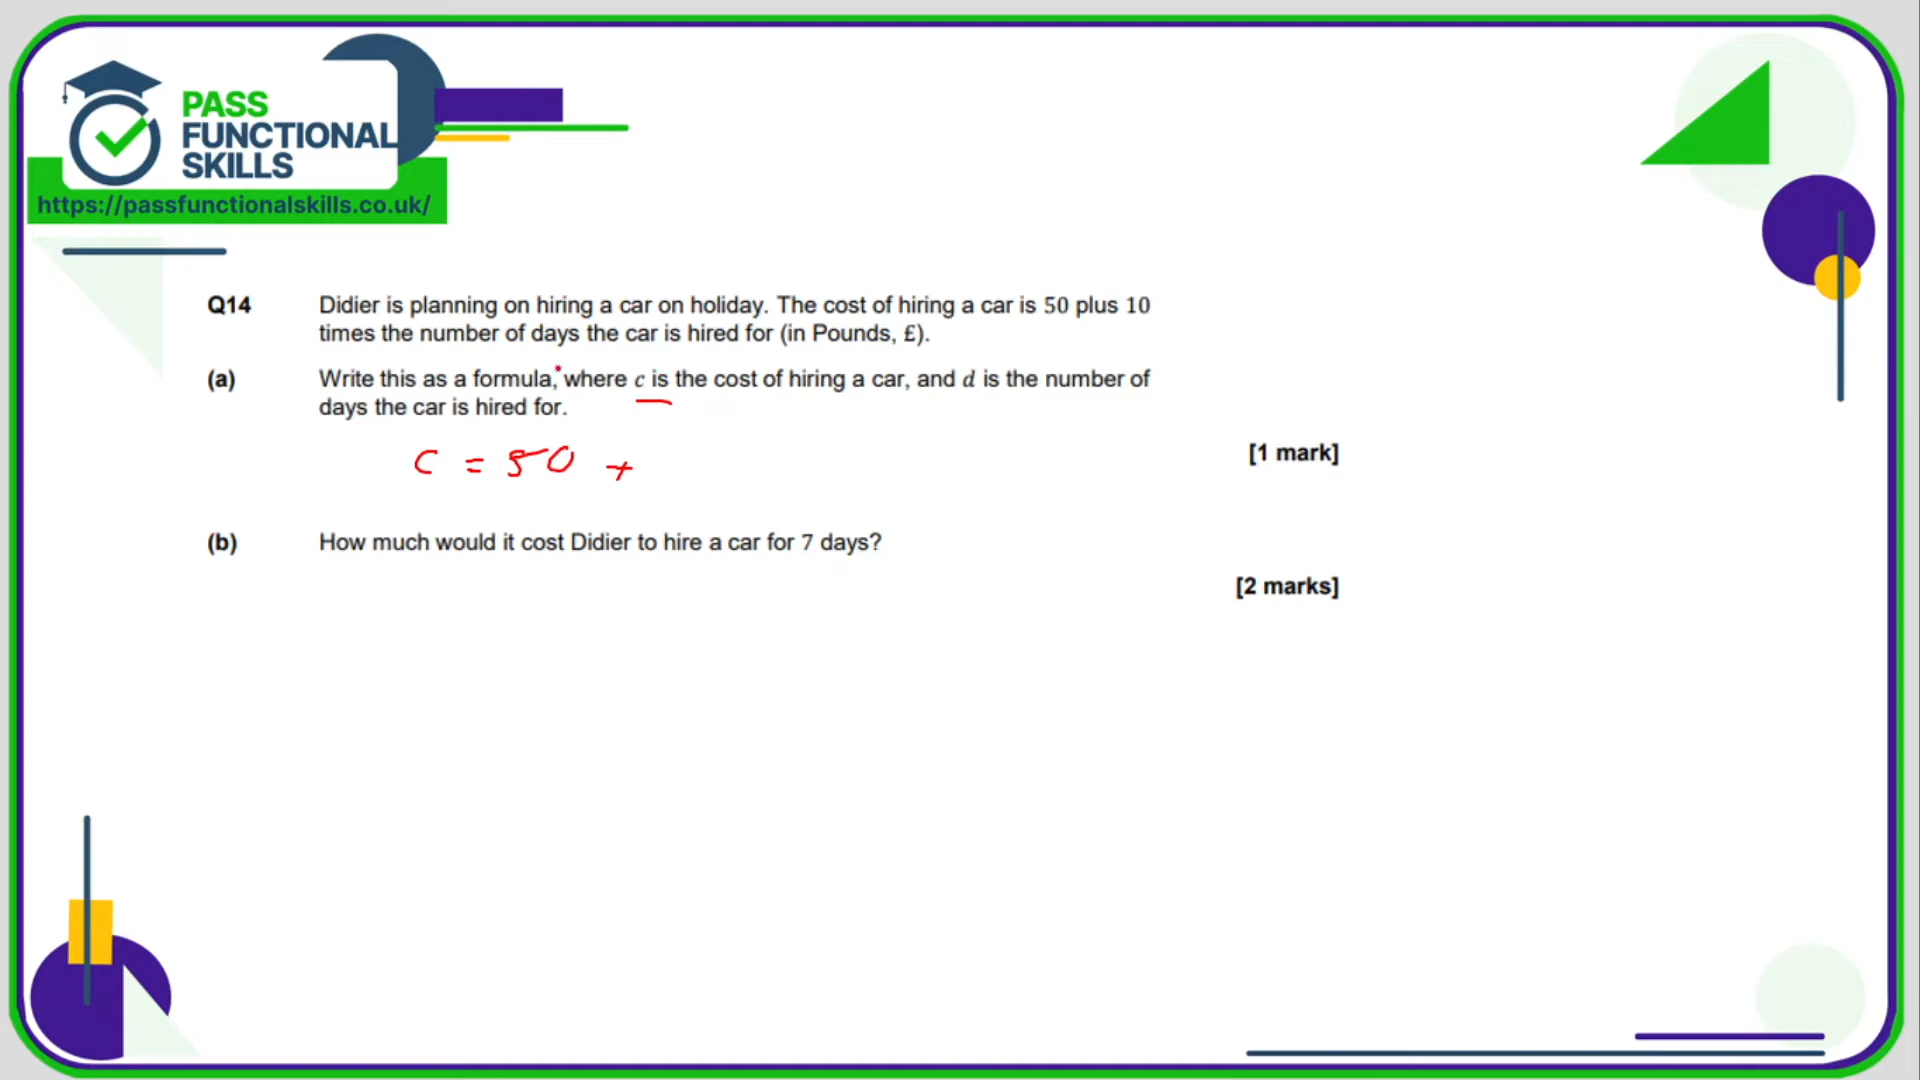 PASS
FUNCTIONAL
SKILLS
https://passfunctionalskills.co.uk/
Q14 Didier is planning on hiring a car on holiday. The cost of hiring a car is 50 plus 10
times the number of days the car is hired for (in Pounds, £).
(a) Write this as a formula, where c is the cost of hiring a car, and d is the number of
days the car is hired for.
[1 mark]
c = 50 +
(b) How much would it cost Didier to hire a car for 7 days?
[2 marks]